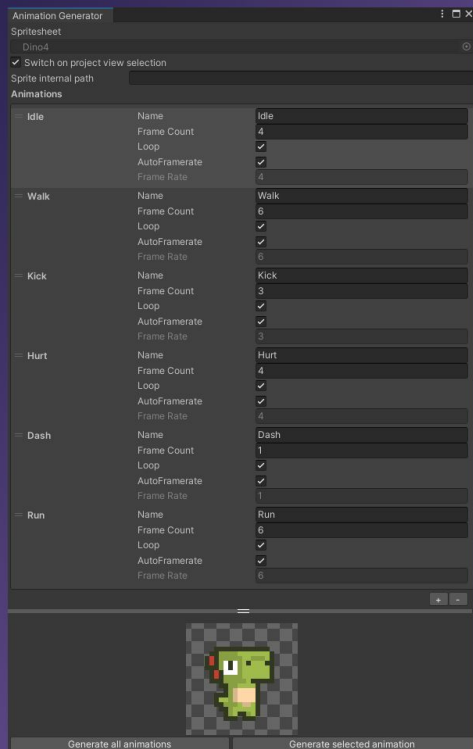 Animation Generator
Spritesheet
Dino4
Switch on project view selection
Sprite internal path
Animations
Idle Name Idle
Frame Count 4
Loop
AutoFramerate
Frame Rate 4
Walk Name Walk
Frame Count 6
Loop
AutoFramerate
Frame Rate 6
Kick Name Kick
Frame Count 3
Loop
AutoFramerate
Frame Rate 3
Hurt Name Hurt
Frame Count 4
Loop
AutoFramerate
Frame Rate 4
Dash Name Dash
Frame Count 1
Loop
AutoFramerate
Frame Rate 1
Run Name Run
Frame Count 6
Loop
AutoFramerate
Frame Rate 6
+ -
Generate all animations Generate selected animation